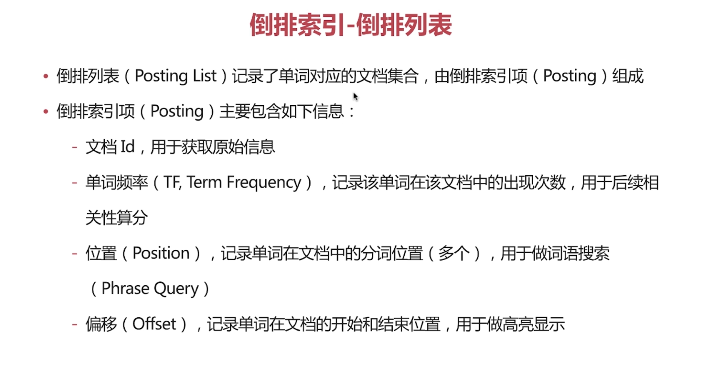 倒排索引-倒排列表
• 倒排列表（Posting List）记录了单词对应的文档集合，由倒排索引项（Posting）组成
• 倒排索引项（Posting）主要包含如下信息：
- 文档 Id，用于获取原始信息
- 单词频率（TF, Term Frequency），记录该单词在该文档中的出现次数，用于后续相
关性算分
- 位置（Position），记录单词在文档中的分词位置（多个），用于做词语搜索
（Phrase Query）
- 偏移（Offset），记录单词在文档的开始和结束位置，用于做高亮显示